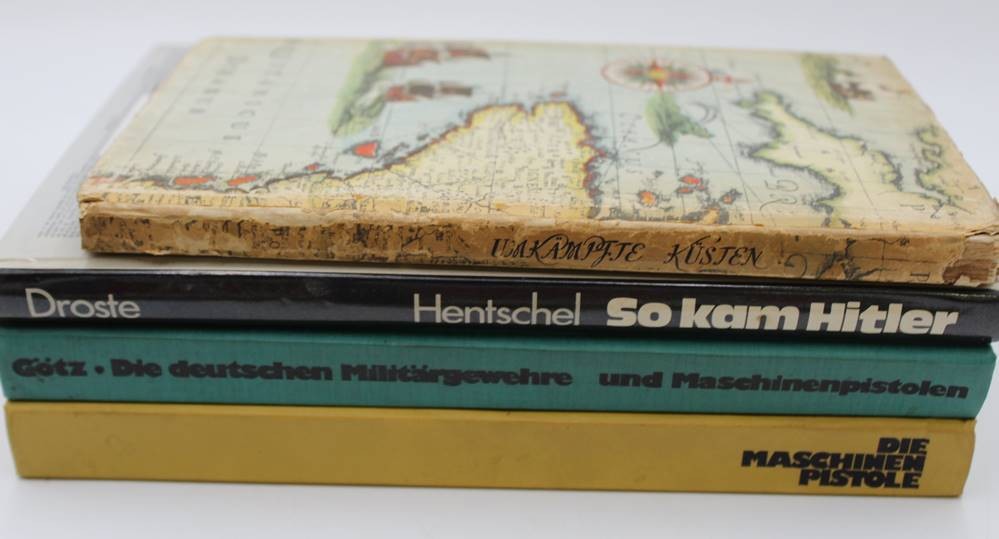 UMKÄMPFTE KÜSTEN
Droste Hentschel So kam Hitler
Götz • Die deutschen Militärgewehre und Maschinenpistolen
DIE
MASCHINEN
PISTOLE